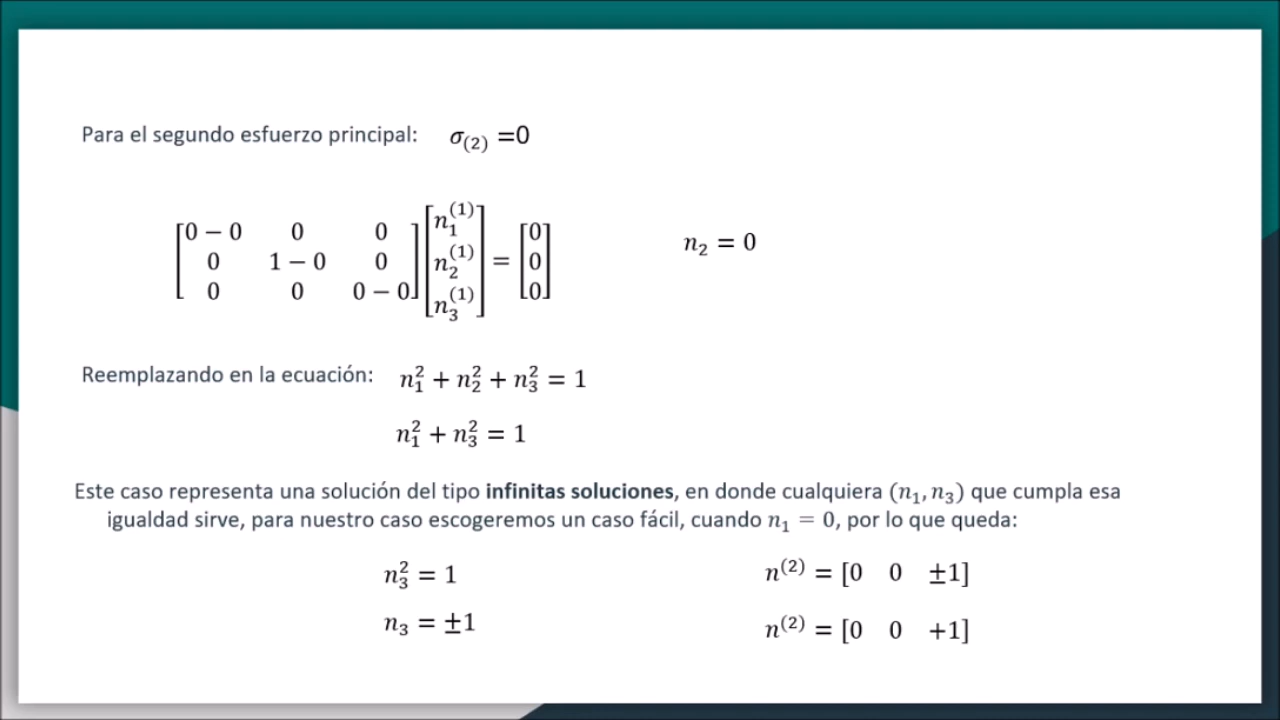 Para el segundo esfuerzo principal: σ₍₂₎ =0
[0 − 0 0 0] [n₁⁽¹⁾] [0]
[0 1 − 0 0] [n₂⁽¹⁾] = [0] n₂ = 0
[0 0 0 − 0] [n₃⁽¹⁾] [0]
Reemplazando en la ecuación: n₁² + n₂² + n₃² = 1
n₁² + n₃² = 1
Este caso representa una solución del tipo infinitas soluciones, en donde cualquiera (n₁, n₃) que cumpla esa
igualdad sirve, para nuestro caso escogeremos un caso fácil, cuando n₁ = 0, por lo que queda:
n₃² = 1 n⁽²⁾ = [0 0 ±1]
n₃ = ±1 n⁽²⁾ = [0 0 +1]